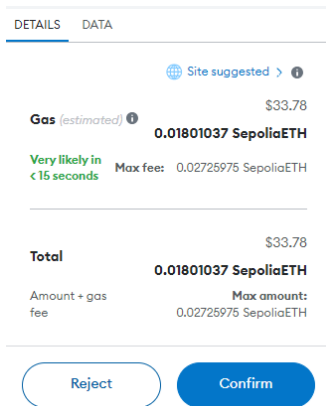 DETAILS DATA
Site suggested >
$33.78
Gas (estimated)
0.01801037 SepoliaETH
Very likely in
< 15 seconds
Max fee: 0.02725975 SepoliaETH
$33.78
Total
0.01801037 SepoliaETH
Amount + gas
fee
Max amount:
0.02725975 SepoliaETH
Reject Confirm